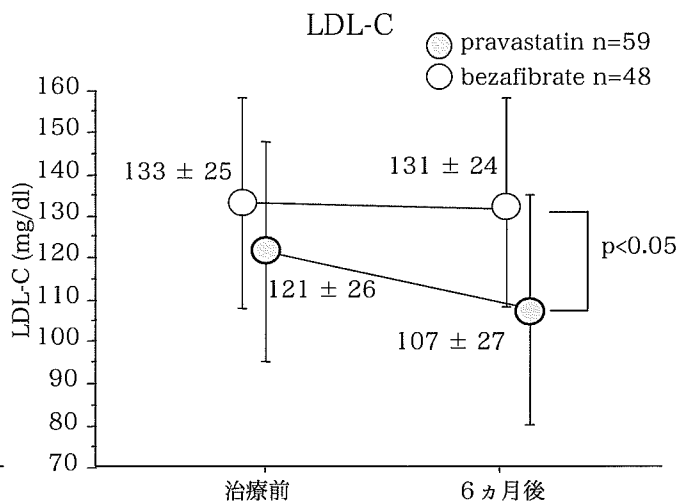 LDL-C
pravastatin n=59
bezafibrate n=48
LDL-C (mg/dl)
160
150
140
130
120
110
100
90
80
70
133 ± 25
131 ± 24
121 ± 26
107 ± 27
p<0.05
治療前
6ヵ月後